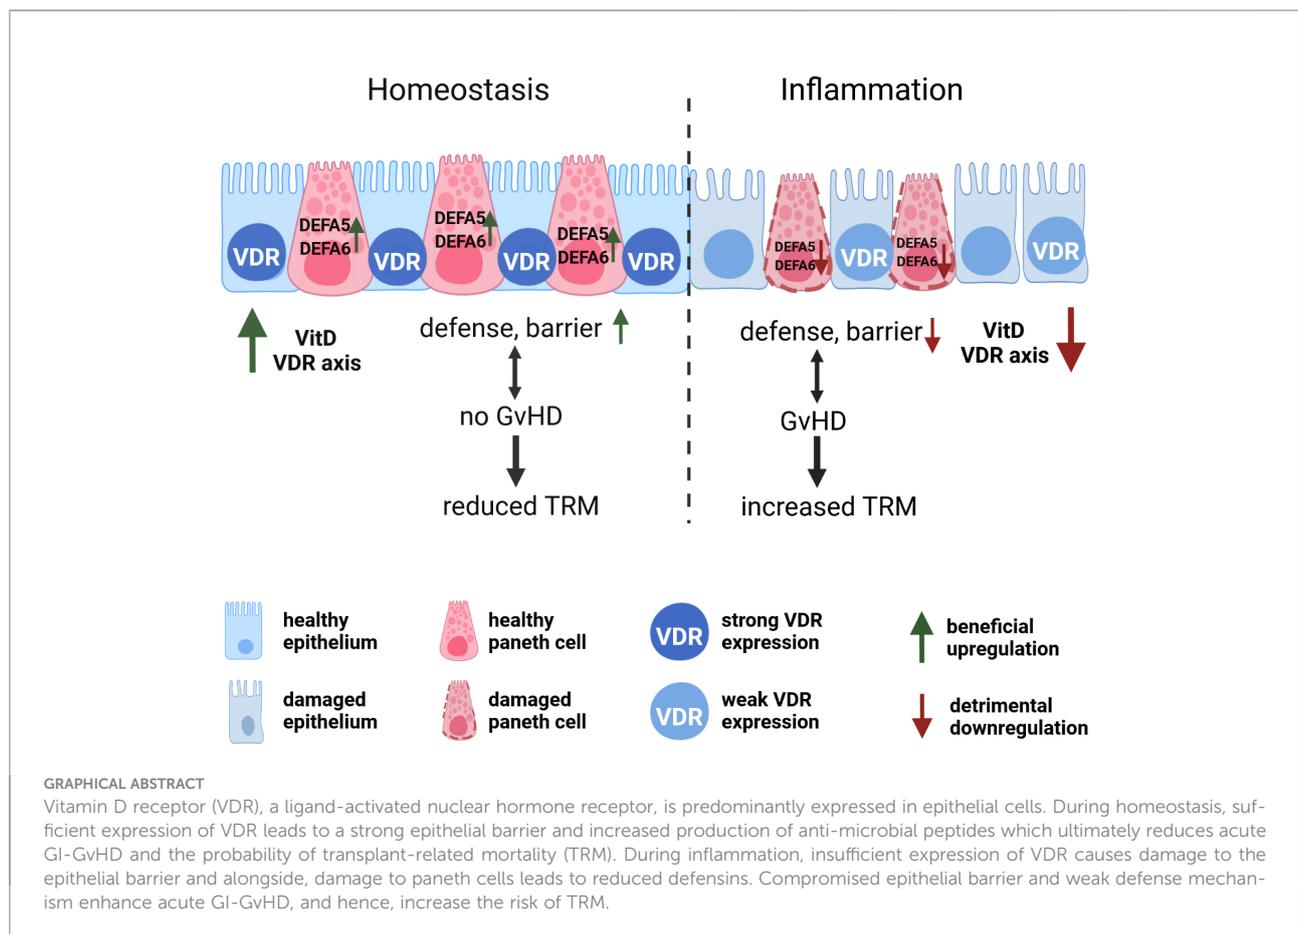 Homeostasis
Inflammation
DEFA5
DEFA6
DEFA5
DEFA6
DEFA5
DEFA6
VDR
VDR
VDR
VDR
DEFA5
DEFA6
DEFA5
DEFA6
VDR
VDR
VitD
VDR axis
defense, barrier
no GvHD
reduced TRM
defense, barrier
GvHD
increased TRM
VitD
VDR axis
healthy
epithelium
healthy
paneth cell
VDR
strong VDR
expression
beneficial
upregulation
damaged
epithelium
damaged
paneth cell
VDR
weak VDR
expression
detrimental
downregulation
GRAPHICAL ABSTRACT
Vitamin D receptor (VDR), a ligand-activated nuclear hormone receptor, is predominantly expressed in epithelial cells. During homeostasis, suf-
ficient expression of VDR leads to a strong epithelial barrier and increased production of anti-microbial peptides which ultimately reduces acute
GI-GvHD and the probability of transplant-related mortality (TRM). During inflammation, insufficient expression of VDR causes damage to the
epithelial barrier and alongside, damage to paneth cells leads to reduced defensins. Compromised epithelial barrier and weak defense mechan-
ism enhance acute GI-GvHD, and hence, increase the risk of TRM.